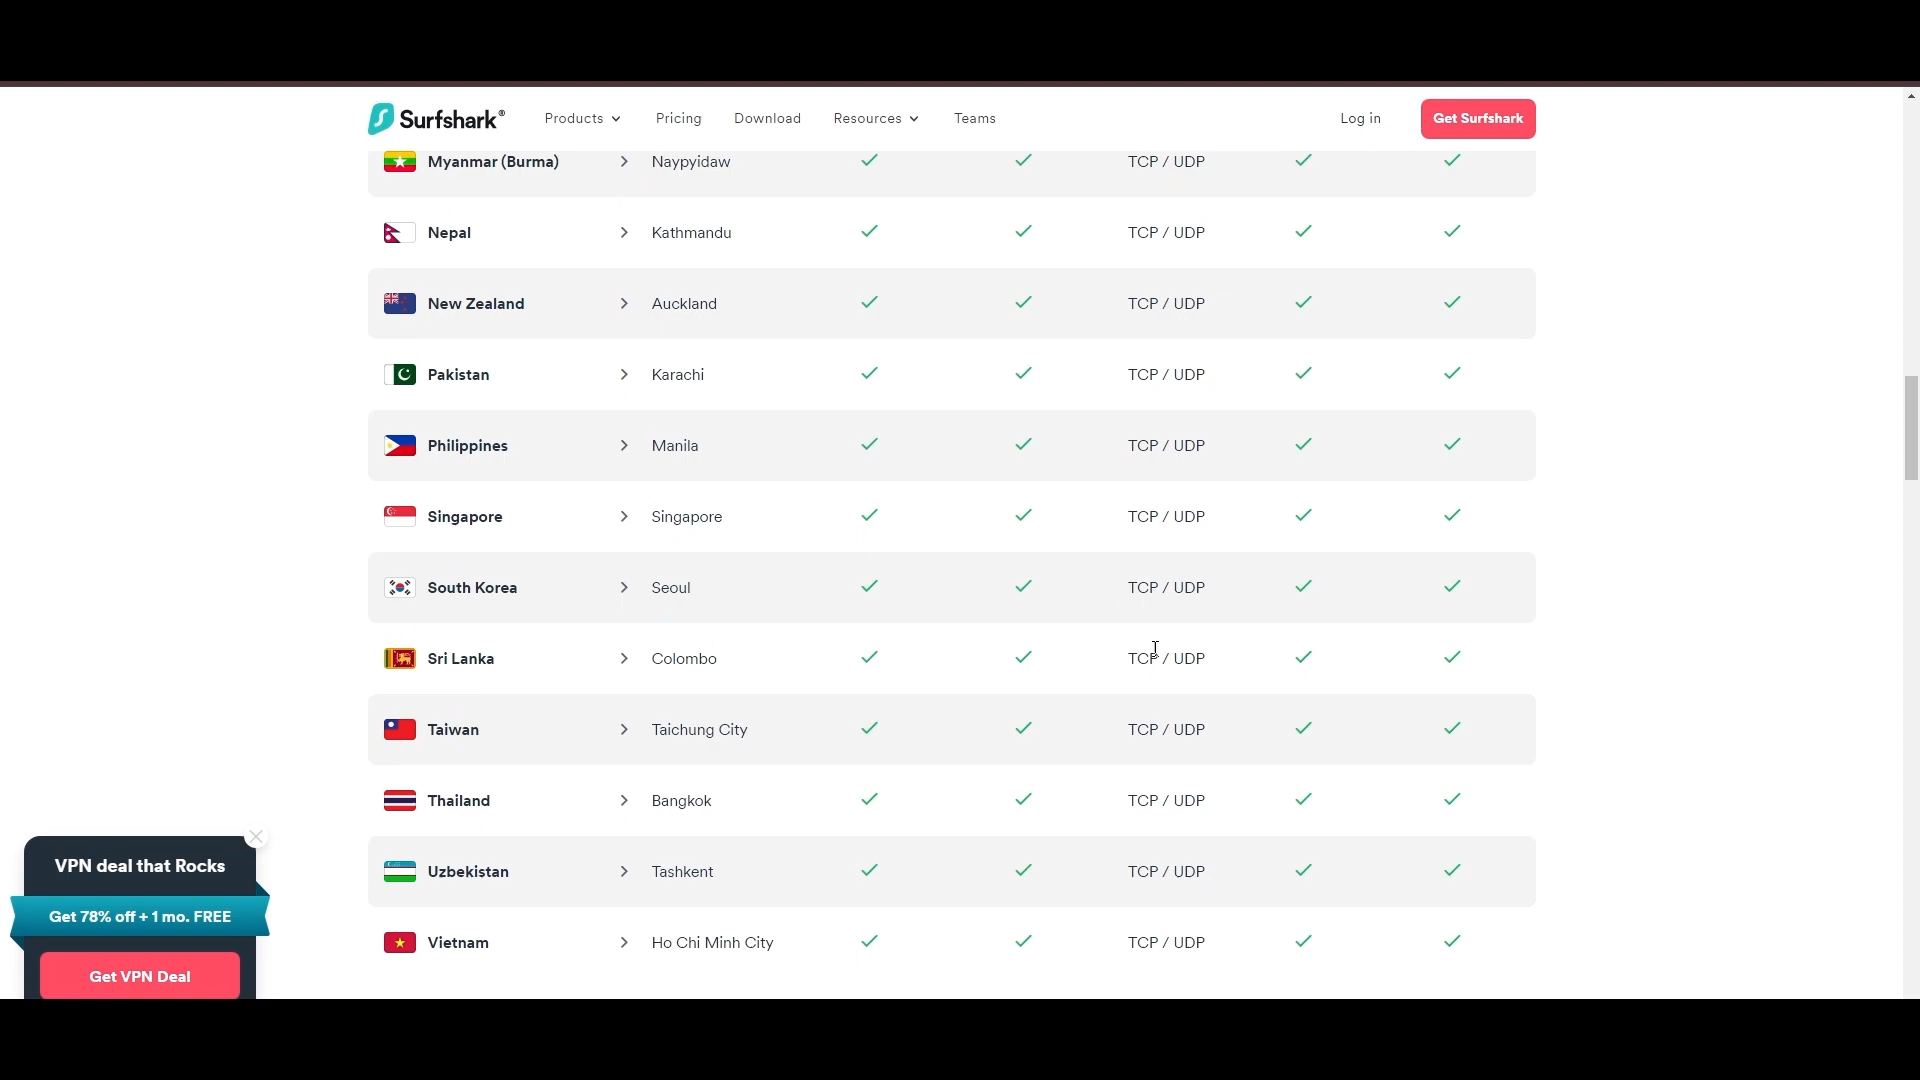 Surfshark®
Products
Pricing
Download
Resources
Teams
Log in
Get Surfshark
Myanmar (Burma) Naypyidaw TCP / UDP
Nepal Kathmandu TCP / UDP
New Zealand Auckland TCP / UDP
Pakistan Karachi TCP / UDP
Philippines Manila TCP / UDP
Singapore Singapore TCP / UDP
South Korea Seoul TCP / UDP
Sri Lanka Colombo TCP / UDP
Taiwan Taichung City TCP / UDP
Thailand Bangkok TCP / UDP
Uzbekistan Tashkent TCP / UDP
Vietnam Ho Chi Minh City TCP / UDP
VPN deal that Rocks
Get 78% off + 1 mo. FREE
Get VPN Deal